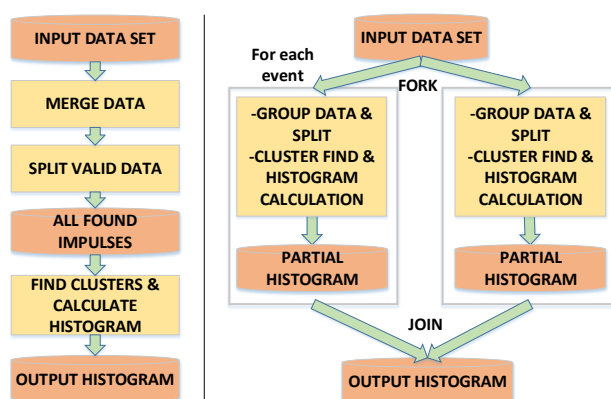 INPUT DATA SET
MERGE DATA
SPLIT VALID DATA
ALL FOUND
IMPULSES
FIND CLUSTERS &
CALCULATE
HISTOGRAM
OUTPUT HISTOGRAM
INPUT DATA SET
For each
event
FORK
-GROUP DATA &
SPLIT
-CLUSTER FIND &
HISTOGRAM
CALCULATION
PARTIAL
HISTOGRAM
-GROUP DATA &
SPLIT
-CLUSTER FIND &
HISTOGRAM
CALCULATION
PARTIAL
HISTOGRAM
JOIN
OUTPUT HISTOGRAM